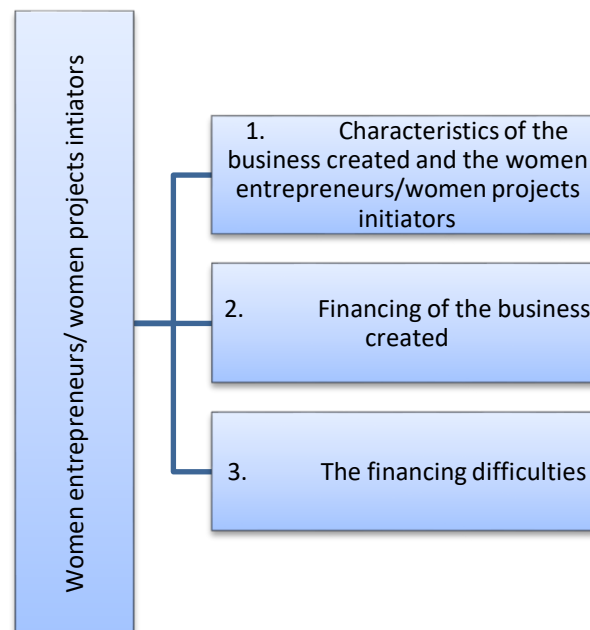 Women entrepreneurs/ women projects intiators
1. Characteristics of the
business created and the women
entrepreneurs/women projects
initiators
2. Financing of the business
created
3. The financing difficulties